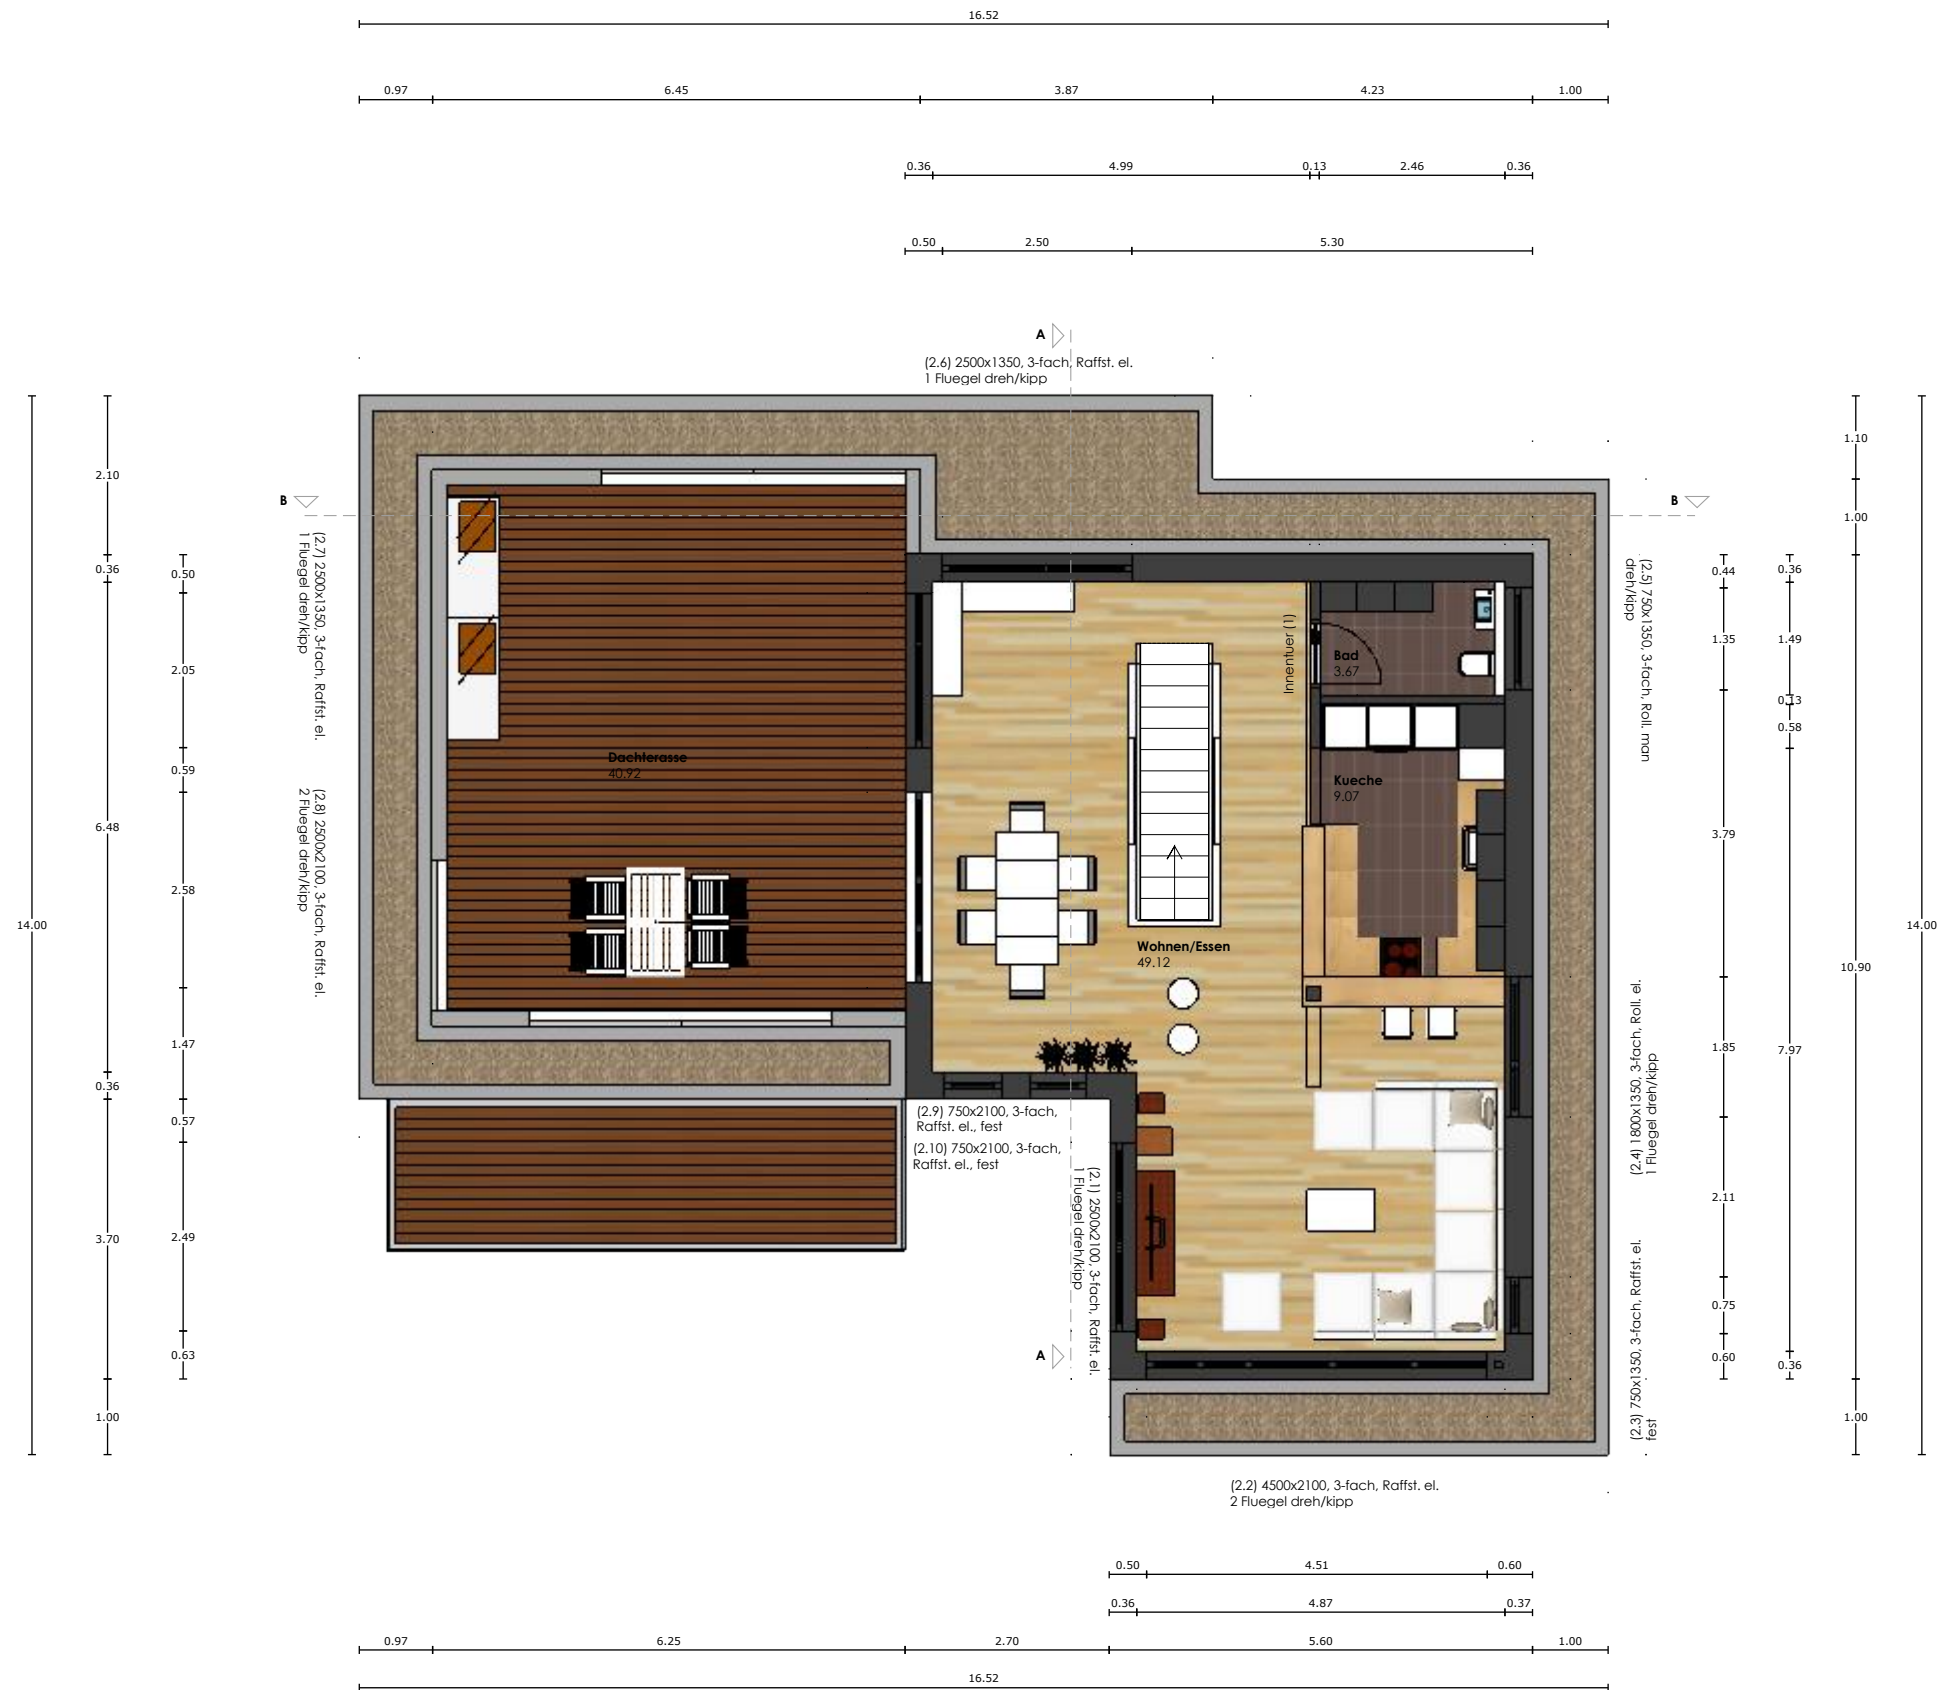 16.52
0.97 6.45 3.87 4.23 1.00
0.36 4.99 0.13 2.46 0.36
0.50 2.50 5.30
A
(2.6) 2500x1350, 3-fach, Raffst. el.
1 Fluegel dreh/kipp
B
B
(2.7) 2500x1350, 3-fach, Raffst. el.
1 Fluegel dreh/kipp
(2.8) 2500x2100, 3-fach, Raffst. el.
2 Fluegel dreh/kipp
14.00
2.10
0.36
6.48
0.36
3.70
1.00
0.50
2.05
0.59
2.58
1.47
0.57
2.49
0.63
Dachterasse
40.92
Innentuer (1)
Bad
3.67
Kueche
9.07
Wohnen/Essen
49.12
(2.9) 750x2100, 3-fach,
Raffst. el., fest
(2.10) 750x2100, 3-fach,
Raffst. el., fest
(2.1) 2500x2100, 3-fach, Raffst. el.
1 Fluegel dreh/kipp
A
(2.5) 750x1350, 3-fach, Roll. man
dreh/kipp
(2.4) 1800x1350, 3-fach, Roll. el.
1 Fluegel dreh/kipp
(2.3) 750x1350, 3-fach, Raffst. el.
fest
0.44
1.35
3.79
1.85
2.11
0.75
0.60
0.36
1.49
0.13
0.58
7.97
0.36
1.10
1.00
10.90
1.00
14.00
(2.2) 4500x2100, 3-fach, Raffst. el.
2 Fluegel dreh/kipp
0.50 4.51 0.60
0.36 4.87 0.37
0.97 6.25 2.70 5.60 1.00
16.52